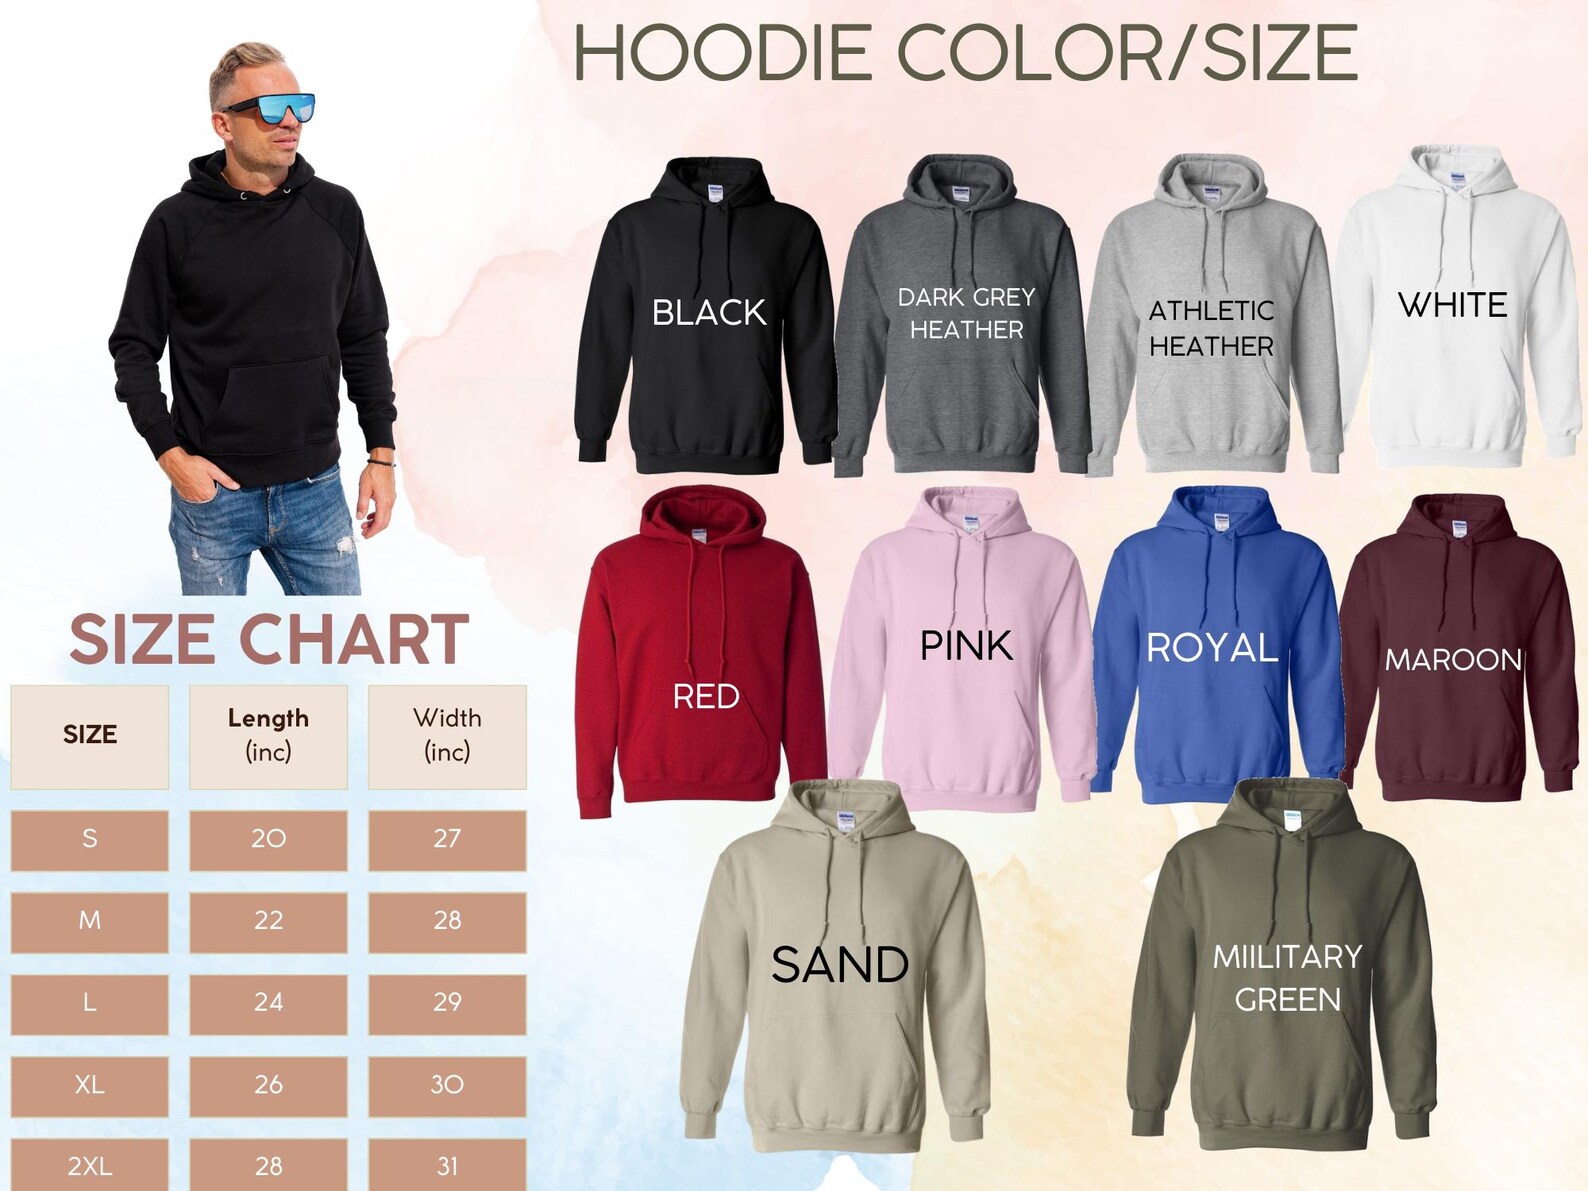 HOODIE COLOR/SIZE
BLACK
DARK GREY
HEATHER
ATHLETIC
HEATHER
WHITE
RED
PINK
ROYAL
MAROON
SAND
MIILITARY
GREEN
SIZE CHART
SIZE Length (inc) Width (inc)
S 20 27
M 22 28
L 24 29
XL 26 30
2XL 28 31